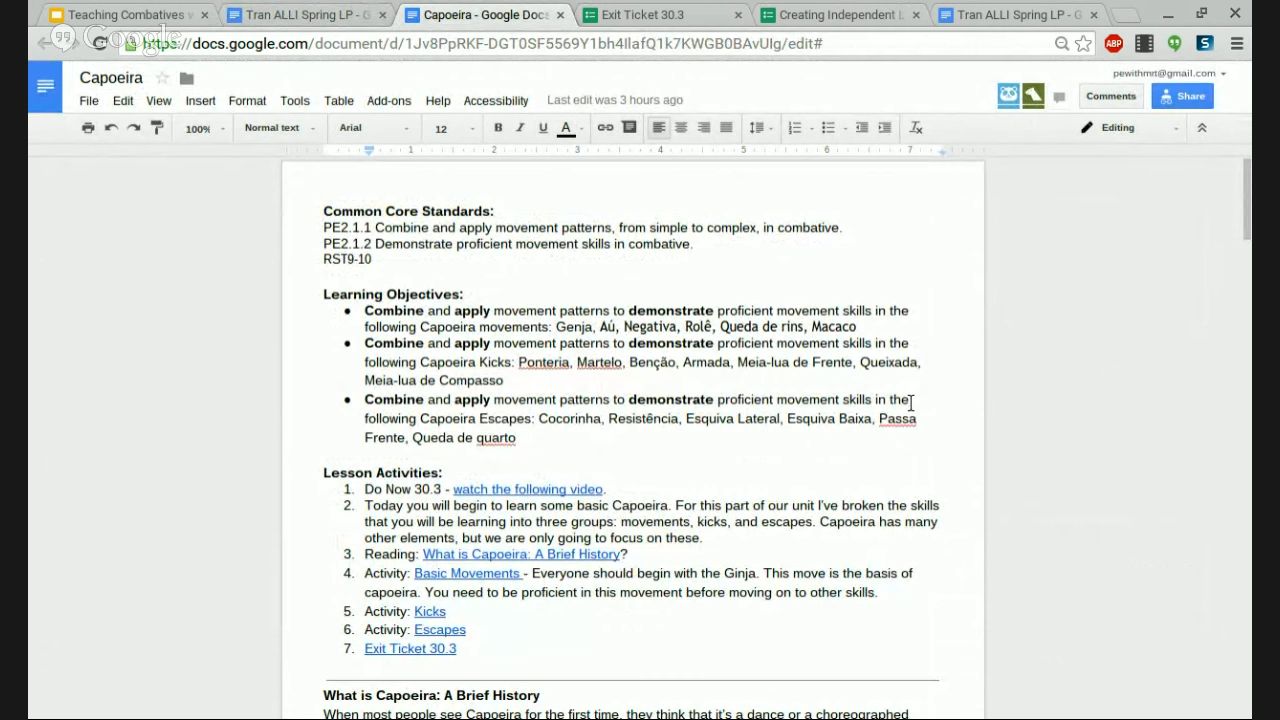 Teaching Combatives
Tran ALLI Spring LP - G
Capoeira - Google Docs
Exit Ticket 30.3
Creating Independent L
Tran ALLI Spring LP - G
Google
https://docs.google.com/document/d/1Jv8PpRKF-DGT0SF5569Y1bh4IlafQ1k7KWGB0BAvUIg/edit#
ABP
S
Capoeira
pewithmrt@gmail.com
File Edit View Insert Format Tools Table Add-ons Help Accessibility Last edit was 3 hours ago
Comments Share
100% Normal text Arial 12 B I U A Editing
1 2 3 4 5 6 7
Common Core Standards:
PE2.1.1 Combine and apply movement patterns, from simple to complex, in combative.
PE2.1.2 Demonstrate proficient movement skills in combative.
RST9-10
Learning Objectives:
● Combine and apply movement patterns to demonstrate proficient movement skills in the
following Capoeira movements: Genja, Aú, Negativa, Rolê, Queda de rins, Macaco
● Combine and apply movement patterns to demonstrate proficient movement skills in the
following Capoeira Kicks: Ponteria, Martelo, Benção, Armada, Meia-lua de Frente, Queixada,
Meia-lua de Compasso
● Combine and apply movement patterns to demonstrate proficient movement skills in the
following Capoeira Escapes: Cocorinha, Resistência, Esquiva Lateral, Esquiva Baixa, Passa
Frente, Queda de quarto
Lesson Activities:
1. Do Now 30.3 - watch the following video.
2. Today you will begin to learn some basic Capoeira. For this part of our unit I've broken the skills
that you will be learning into three groups: movements, kicks, and escapes. Capoeira has many
other elements, but we are only going to focus on these.
3. Reading: What is Capoeira: A Brief History?
4. Activity: Basic Movements - Everyone should begin with the Ginja. This move is the basis of
capoeira. You need to be proficient in this movement before moving on to other skills.
5. Activity: Kicks
6. Activity: Escapes
7. Exit Ticket 30.3
What is Capoeira: A Brief History
When most people see Capoeira for the first time, they think that it's a dance or a choreographed